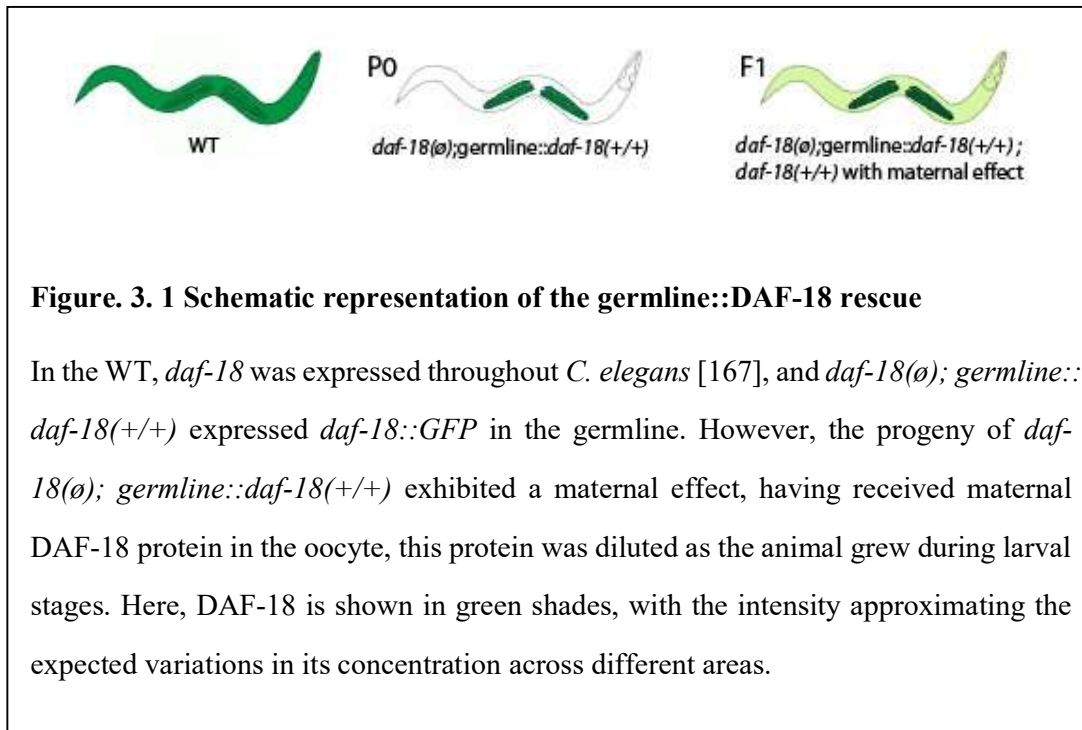 WT
P0
daf-18(ø);germline::daf-18(+/+)
F1
daf-18(ø);germline::daf-18(+/+) ;
daf-18(+/+) with maternal effect
Figure. 3. 1 Schematic representation of the germline::DAF-18 rescue
In the WT, daf-18 was expressed throughout C. elegans [167], and daf-18(ø); germline::
daf-18(+/+) expressed daf-18::GFP in the germline. However, the progeny of daf-
18(ø); germline::daf-18(+/+) exhibited a maternal effect, having received maternal
DAF-18 protein in the oocyte, this protein was diluted as the animal grew during larval
stages. Here, DAF-18 is shown in green shades, with the intensity approximating the
expected variations in its concentration across different areas.